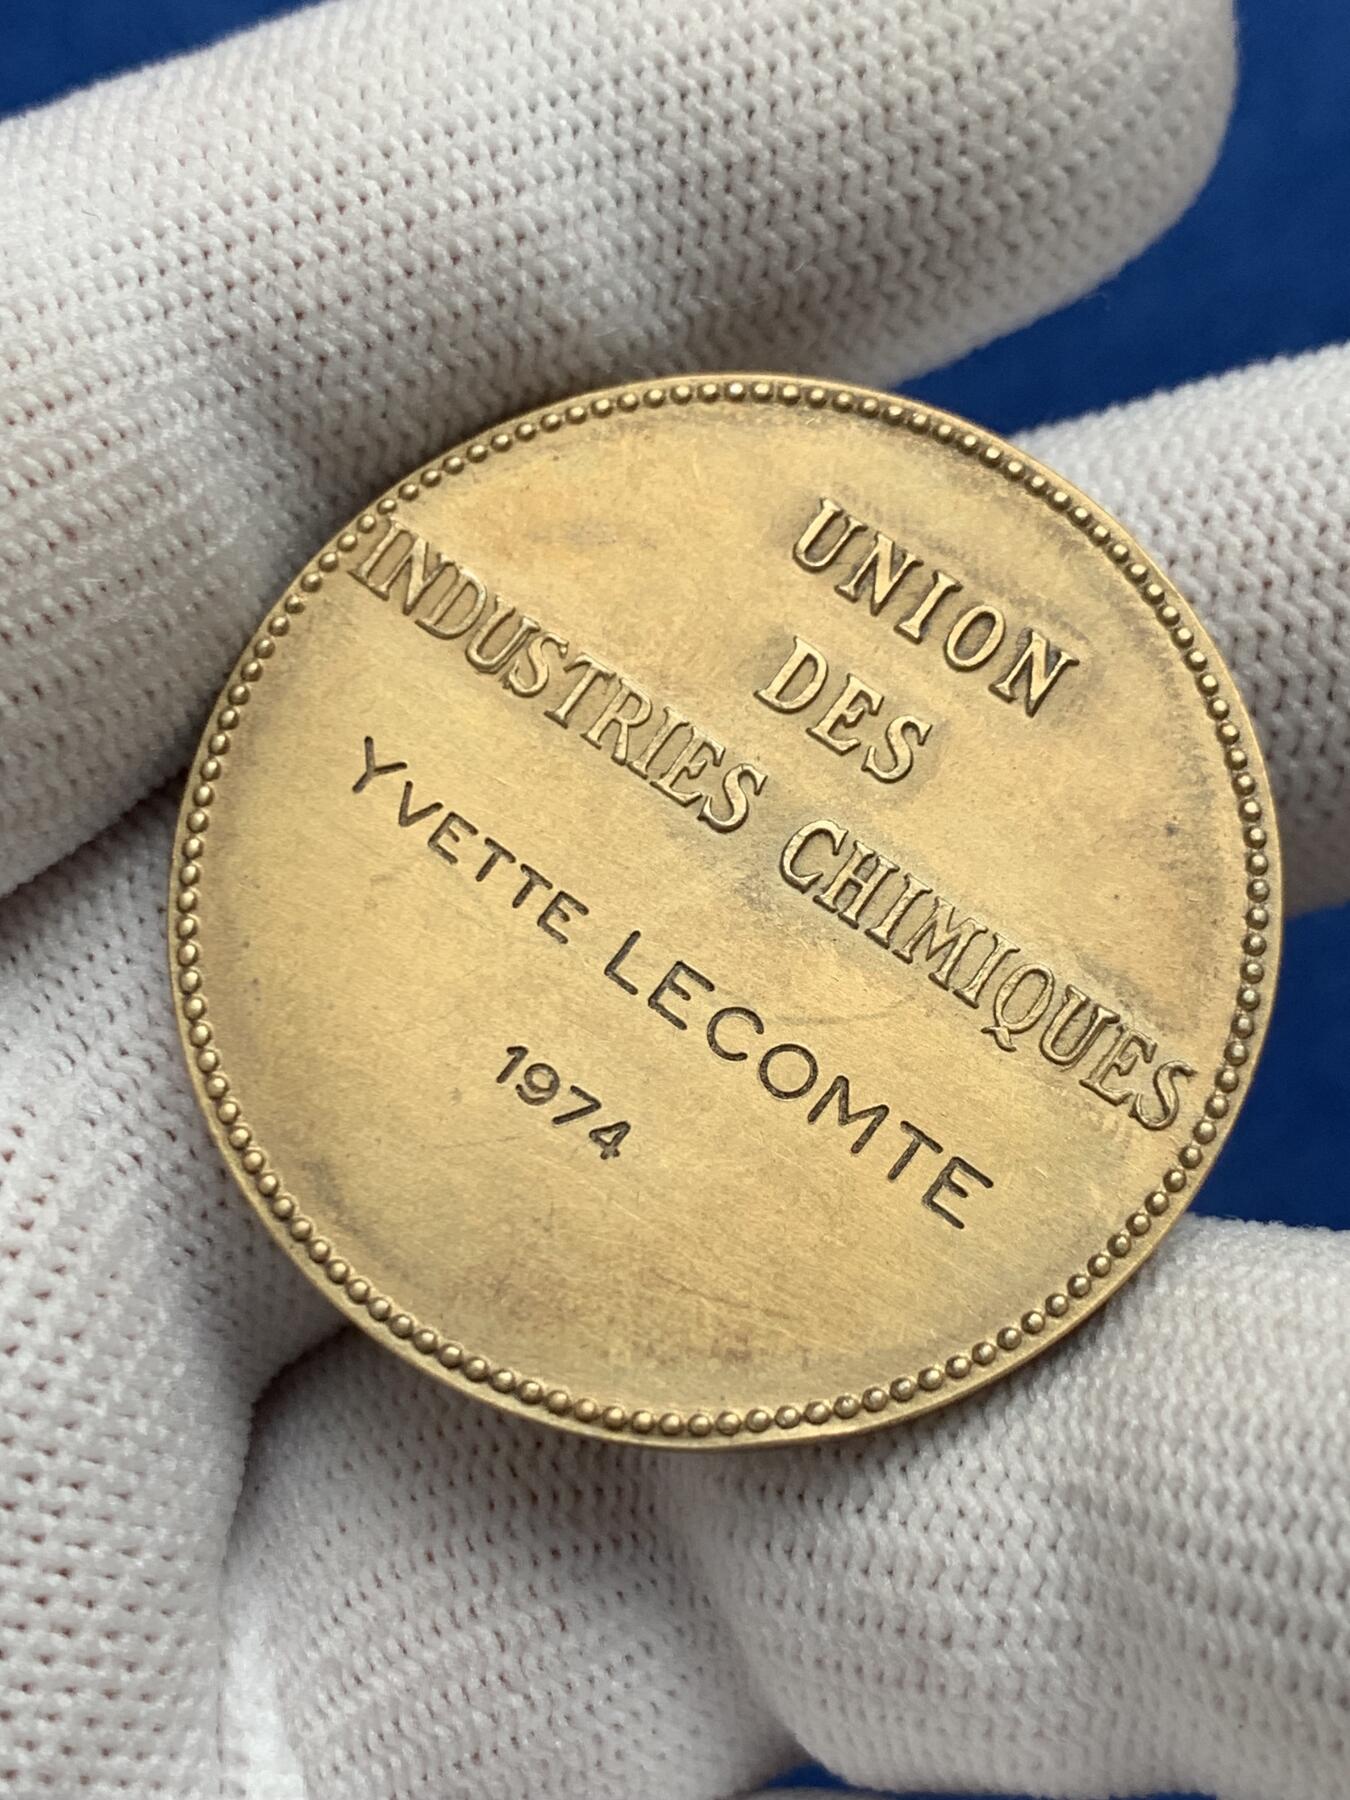 UNION
DES
INDUSTRIES CHIMIQUES
YVETTE LECOMTE
1974